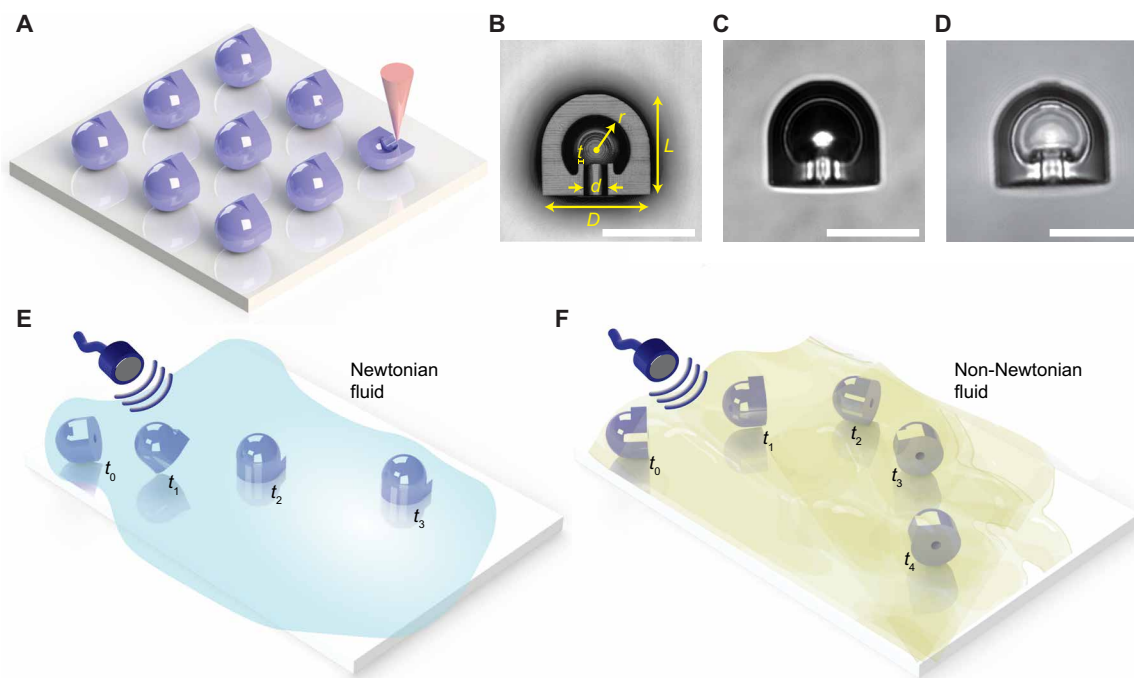 A
B
C
D
r
L
t
d
D
E
Newtonian
fluid
t0
t1
t2
t3
F
Non-Newtonian
fluid
t0
t1
t2
t3
t4